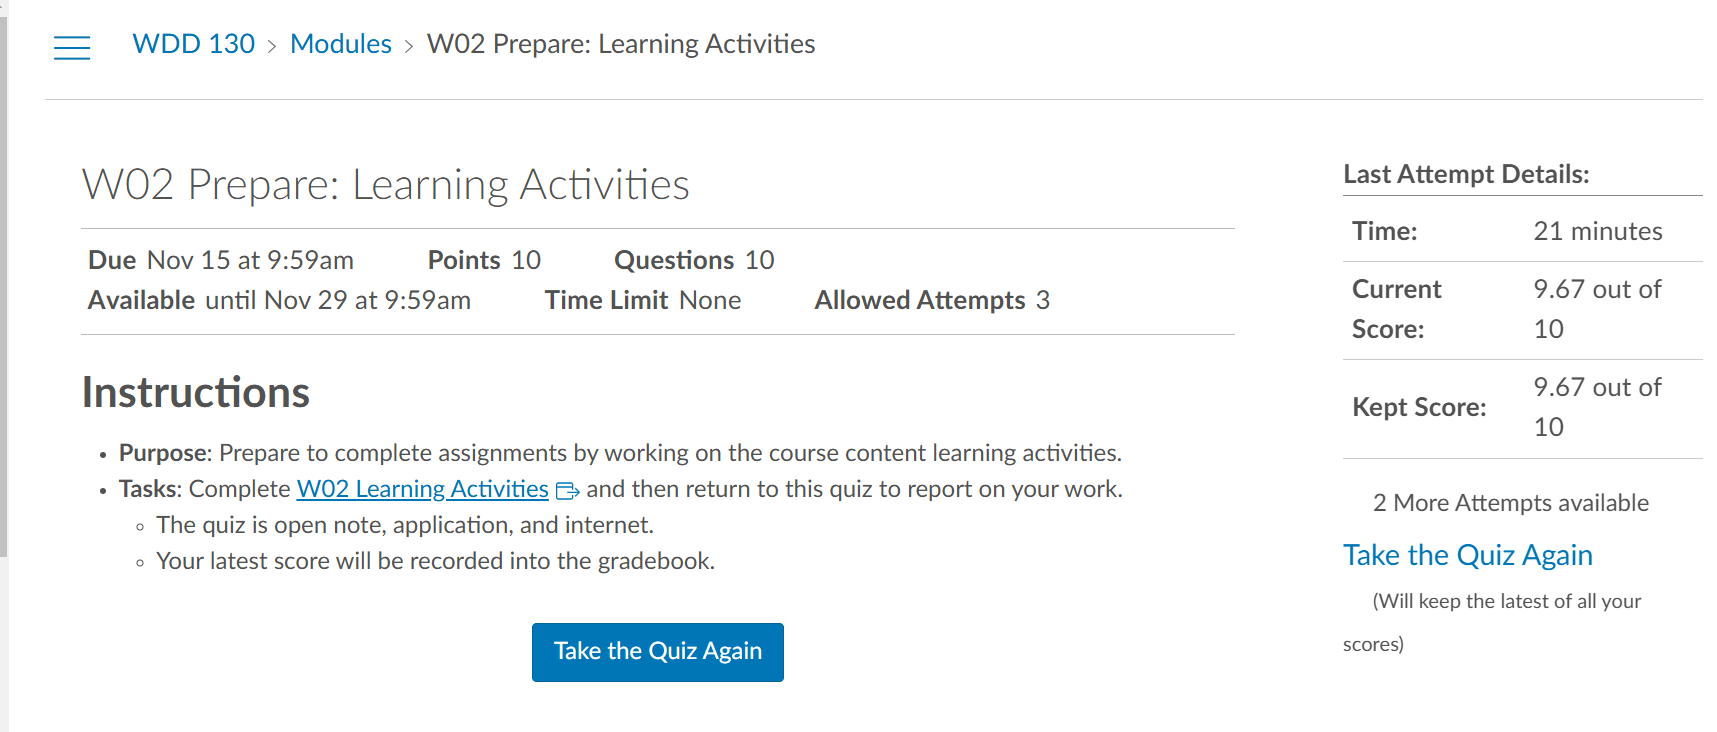 WDD 130 > Modules > W02 Prepare: Learning Activities
W02 Prepare: Learning Activities
Due Nov 15 at 9:59am Points 10 Questions 10
Available until Nov 29 at 9:59am Time Limit None Allowed Attempts 3
Instructions
• Purpose: Prepare to complete assignments by working on the course content learning activities.
• Tasks: Complete W02 Learning Activities and then return to this quiz to report on your work.
◦ The quiz is open note, application, and internet.
◦ Your latest score will be recorded into the gradebook.
Take the Quiz Again
Last Attempt Details:
Time: 21 minutes
Current 9.67 out of
Score: 10
Kept Score: 9.67 out of
10
2 More Attempts available
Take the Quiz Again
(Will keep the latest of all your
scores)